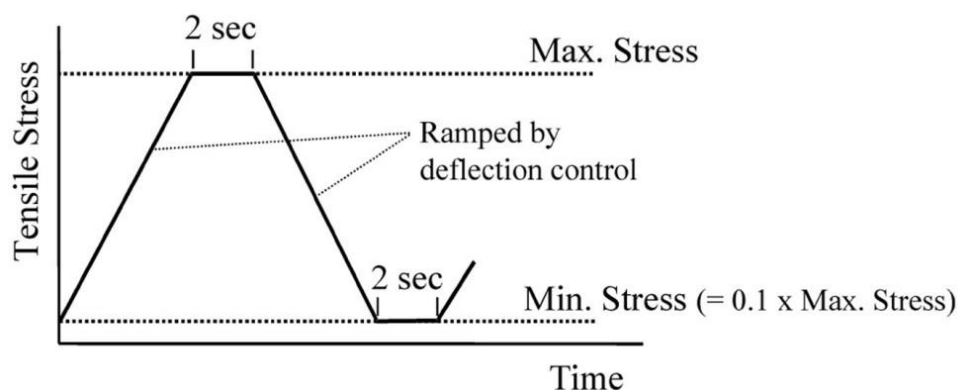 2 sec
Max. Stress
Tensile Stress
Ramped by
deflection control
2 sec
Min. Stress (= 0.1 x Max. Stress)
Time